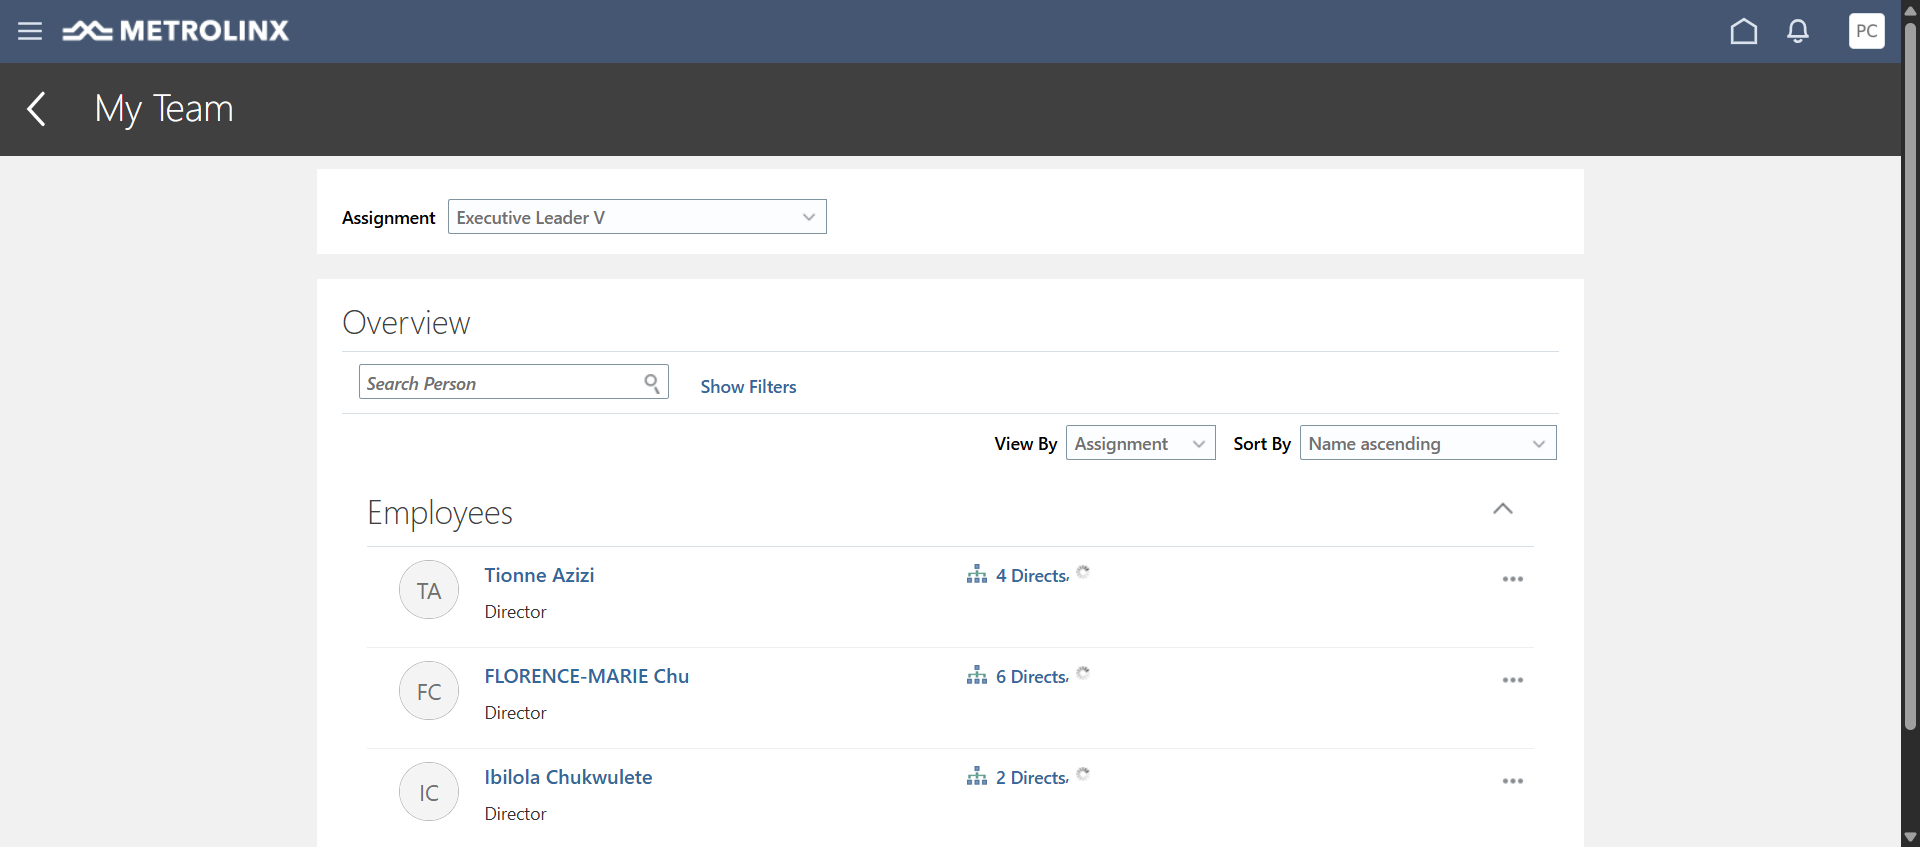 METROLINX
PC
My Team
Assignment Executive Leader V
Overview
Search Person Show Filters
View By Assignment Sort By Name ascending
Employees
TA Tionne Azizi 4 Directs,
Director
FC FLORENCE-MARIE Chu 6 Directs,
Director
IC Ibilola Chukwulete 2 Directs,
Director